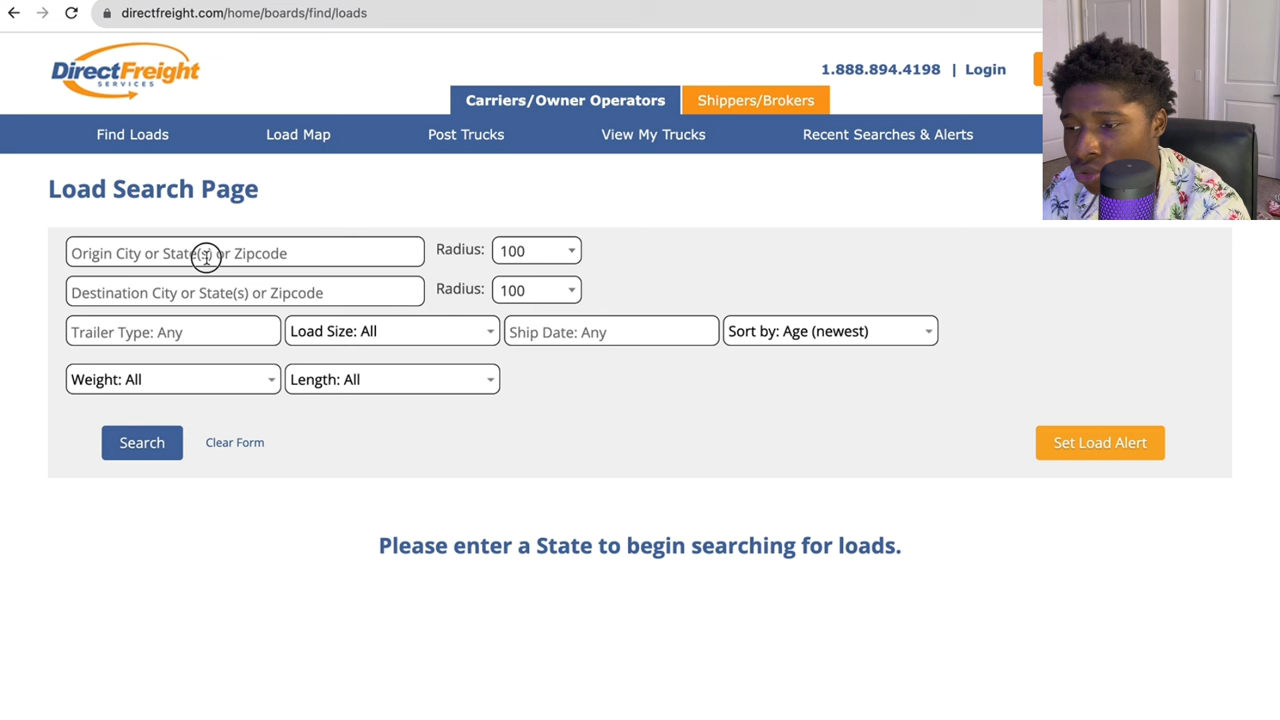 directfreight.com/home/boards/find/loads
DirectFreight
SERVICES
1.888.894.4198 | Login
Carriers/Owner Operators
Shippers/Brokers
Find Loads
Load Map
Post Trucks
View My Trucks
Recent Searches & Alerts
Load Search Page
Origin City or State(s) or Zipcode
Radius: 100
Destination City or State(s) or Zipcode
Radius: 100
Trailer Type: Any
Load Size: All
Ship Date: Any
Sort by: Age (newest)
Weight: All
Length: All
Search
Clear Form
Set Load Alert
Please enter a State to begin searching for loads.